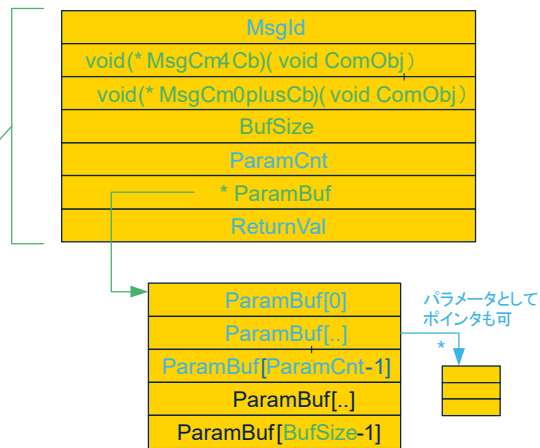 MsgId
void(* MsgCm4Cb)( void ComObj)
void(* MsgCm0plusCb)( void ComObj)
BufSize
ParamCnt
* ParamBuf
ReturnVal
ParamBuf[0]
パラメータとして
ポインタも可
ParamBuf[..]
*
ParamBuf[ParamCnt-1]
ParamBuf[..]
ParamBuf[BufSize-1]